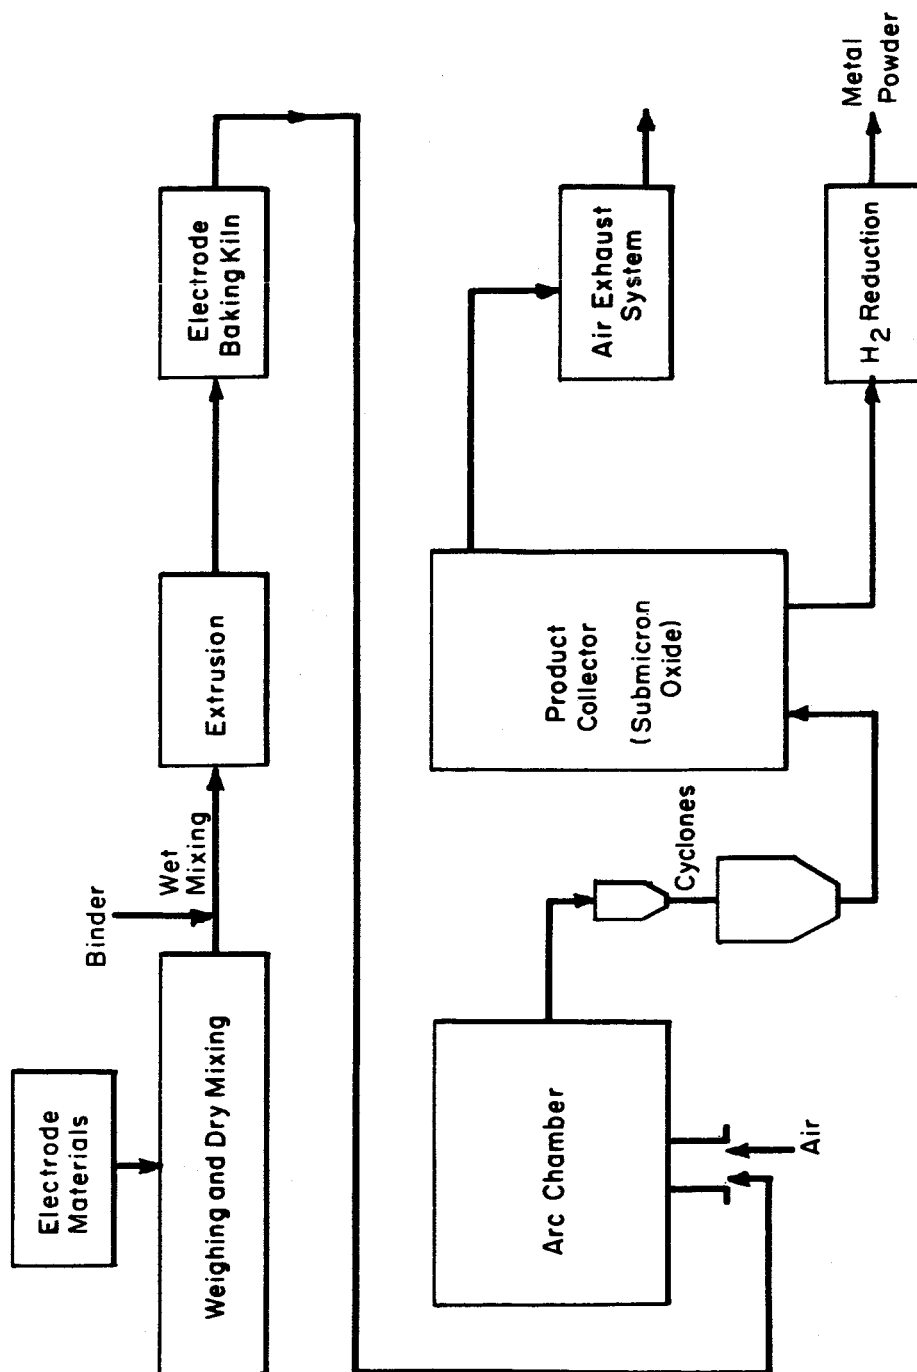 Electrode
Materials
Weighing and Dry Mixing
Binder
Wet
Mixing
Extrusion
Electrode
Baking Kiln
Arc Chamber
Air
Cyclones
Product
Collector
(Submicron
Oxide)
Air Exhaust
System
H2 Reduction
Metal
Powder